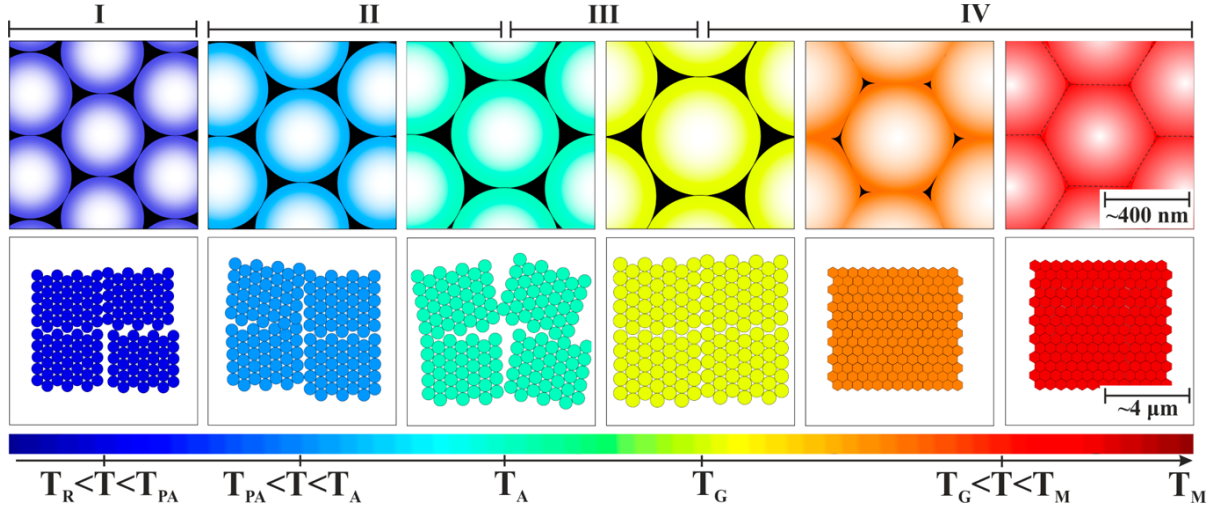 I II III IV
~400 nm
~4 μm
T_R<T<T_PA T_PA<T<T_A T_A T_G T_G<T<T_M T_M